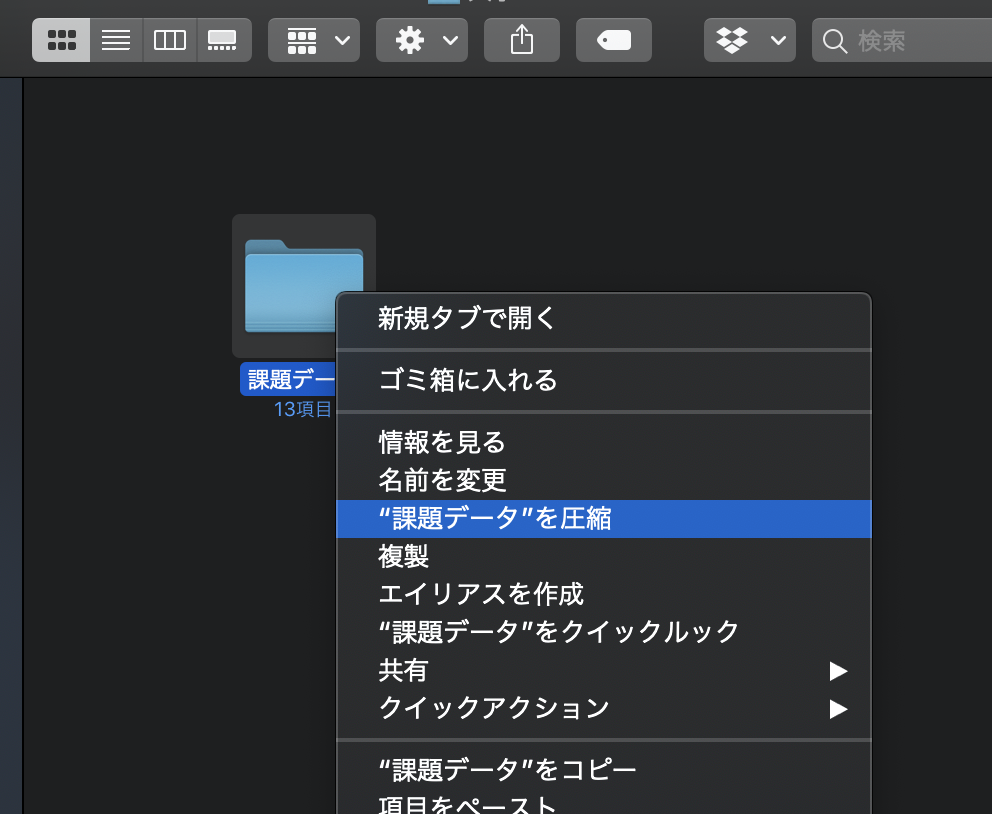 検索
課題デー
13項目
新規タブで開く
ゴミ箱に入れる
情報を見る
名前を変更
“課題データ”を圧縮
複製
エイリアスを作成
“課題データ”をクイックルック
共有
クイックアクション
“課題データ”をコピー
項目をペースト